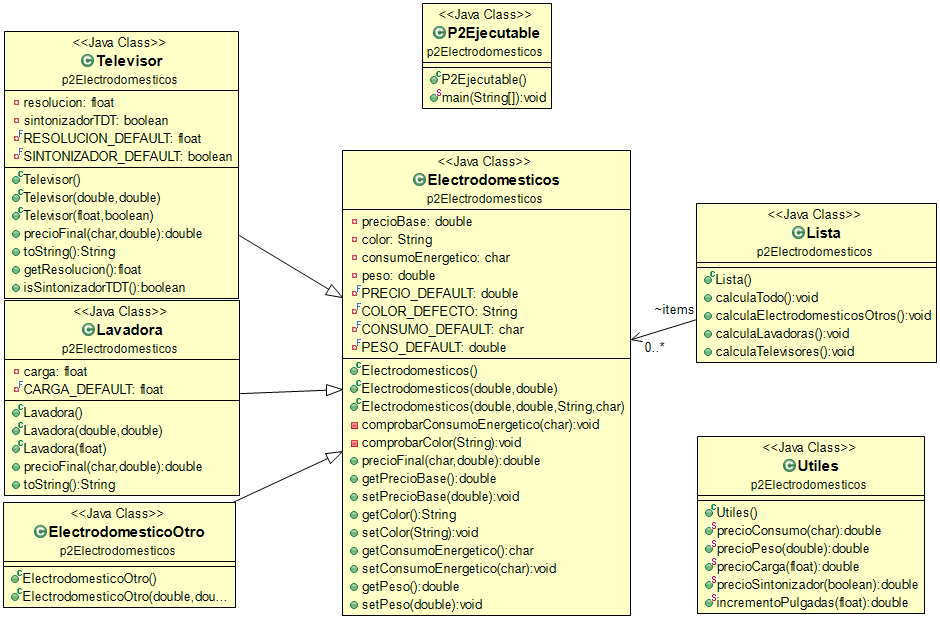 <<Java Class>>
P2Ejecutable
p2Electrodomesticos
P2Ejecutable()
main(String[]):void
<<Java Class>>
Televisor
p2Electrodomesticos
resolucion: float
sintonizadorTDT: boolean
RESOLUCION_DEFAULT: float
SINTONIZADOR_DEFAULT: boolean
Televisor()
Televisor(double,double)
Televisor(float,boolean)
precioFinal(char,double):double
toString():String
getResolucion():float
isSintonizadorTDT():boolean
<<Java Class>>
Lavadora
p2Electrodomesticos
carga: float
CARGA_DEFAULT: float
Lavadora()
Lavadora(double,double)
Lavadora(float)
precioFinal(char,double):double
toString():String
<<Java Class>>
ElectrodomesticoOtro
p2Electrodomesticos
ElectrodomesticoOtro()
ElectrodomesticoOtro(double,dou...
<<Java Class>>
Electrodomesticos
p2Electrodomesticos
precioBase: double
color: String
consumoEnergetico: char
peso: double
PRECIO_DEFAULT: double
COLOR_DEFECTO: String
CONSUMO_DEFAULT: char
PESO_DEFAULT: double
Electrodomesticos()
Electrodomesticos(double,double)
Electrodomesticos(double,double,String,char)
comprobarConsumoEnergetico(char):void
comprobarColor(String):void
precioFinal(char,double):double
getPrecioBase():double
setPrecioBase(double):void
getColor():String
setColor(String):void
getConsumoEnergetico():char
setConsumoEnergetico(char):void
getPeso():double
setPeso(double):void
~items
0..*
<<Java Class>>
Lista
p2Electrodomesticos
Lista()
calculaTodo():void
calculaElectrodomesticosOtros():void
calculaLavadoras():void
calculaTelevisores():void
<<Java Class>>
Utiles
p2Electrodomesticos
Utiles()
precioConsumo(char):double
precioPeso(double):double
precioCarga(float):double
precioSintonizador(boolean):double
incrementoPulgadas(float):double